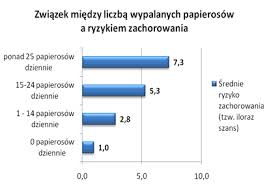 Związek między liczbą wypalanych papierosów
a ryzykiem zachorowania
ponad 25 papierosów
dziennie
7,3
15-24 papierosów
dziennie
5,3
1 - 14 papierosów
dziennie
2,8
0 papierosów
dziennie
1,0
0,0
5,0
10,0
Średnie
ryzyko
zachorowania
(tzw. iloraz
szans)